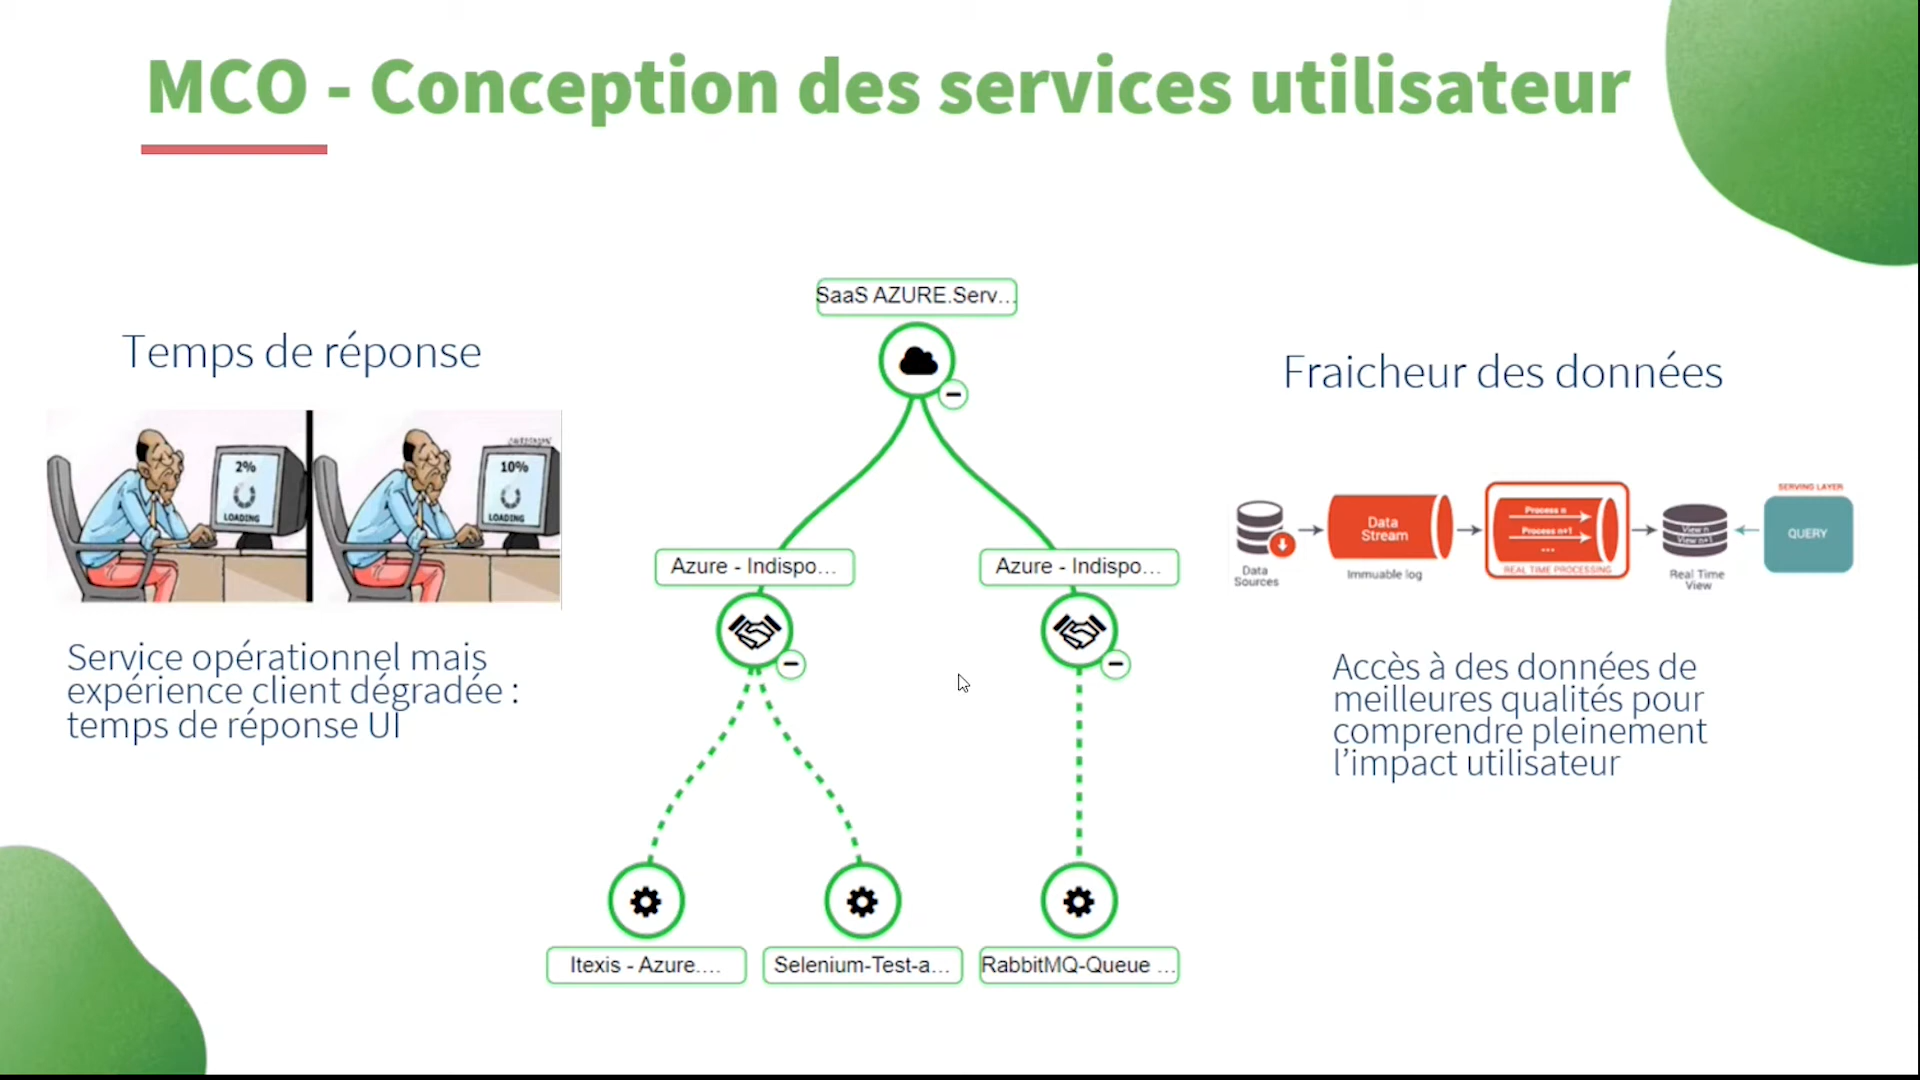 MCO - Conception des services utilisateur
Temps de réponse
2%
LOADING
10%
LOADING
Service opérationnel mais
expérience client dégradée :
temps de réponse UI
SaaS AZURE.Serv...
Azure - Indispo...
Azure - Indispo...
Itexis - Azure....
Selenium-Test-a...
RabbitMQ-Queue ...
Fraicheur des données
Data
Sources
Data
Stream
Immuable log
Process n
Process n+1
...
REAL TIME PROCESSING
View n
View n+1
Real Time
View
SERVING LAYER
QUERY
Accès à des données de
meilleures qualités pour
comprendre pleinement
l’impact utilisateur